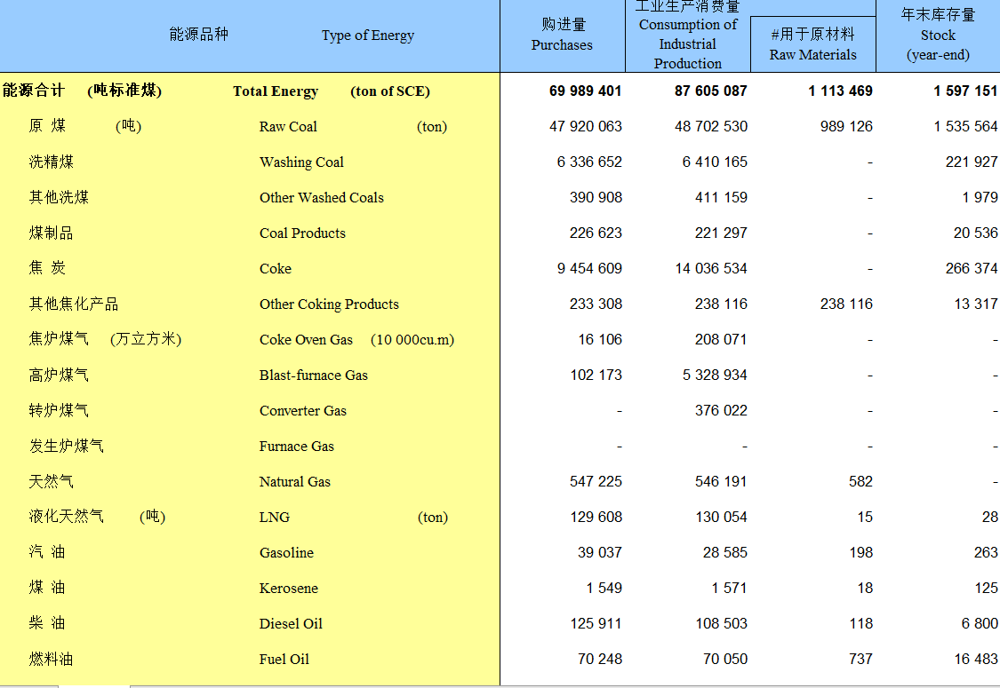 能源品种 Type of Energy 购进量 Purchases 工业生产消费量 Consumption of Industrial Production #用于原材料 Raw Materials 年末库存量 Stock (year-end)
能源合计 (吨标准煤) Total Energy (ton of SCE) 69 989 401 87 605 087 1 113 469 1 597 151
原 煤 (吨) Raw Coal (ton) 47 920 063 48 702 530 989 126 1 535 564
洗精煤 Washing Coal 6 336 652 6 410 165 - 221 927
其他洗煤 Other Washed Coals 390 908 411 159 - 1 979
煤制品 Coal Products 226 623 221 297 - 20 536
焦 炭 Coke 9 454 609 14 036 534 - 266 374
其他焦化产品 Other Coking Products 233 308 238 116 238 116 13 317
焦炉煤气 (万立方米) Coke Oven Gas (10 000cu.m) 16 106 208 071 - -
高炉煤气 Blast-furnace Gas 102 173 5 328 934 - -
转炉煤气 Converter Gas - 376 022 - -
发生炉煤气 Furnace Gas - - - -
天然气 Natural Gas 547 225 546 191 582 -
液化天然气 (吨) LNG (ton) 129 608 130 054 15 28
汽 油 Gasoline 39 037 28 585 198 263
煤 油 Kerosene 1 549 1 571 18 125
柴 油 Diesel Oil 125 911 108 503 118 6 800
燃料油 Fuel Oil 70 248 70 050 737 16 483